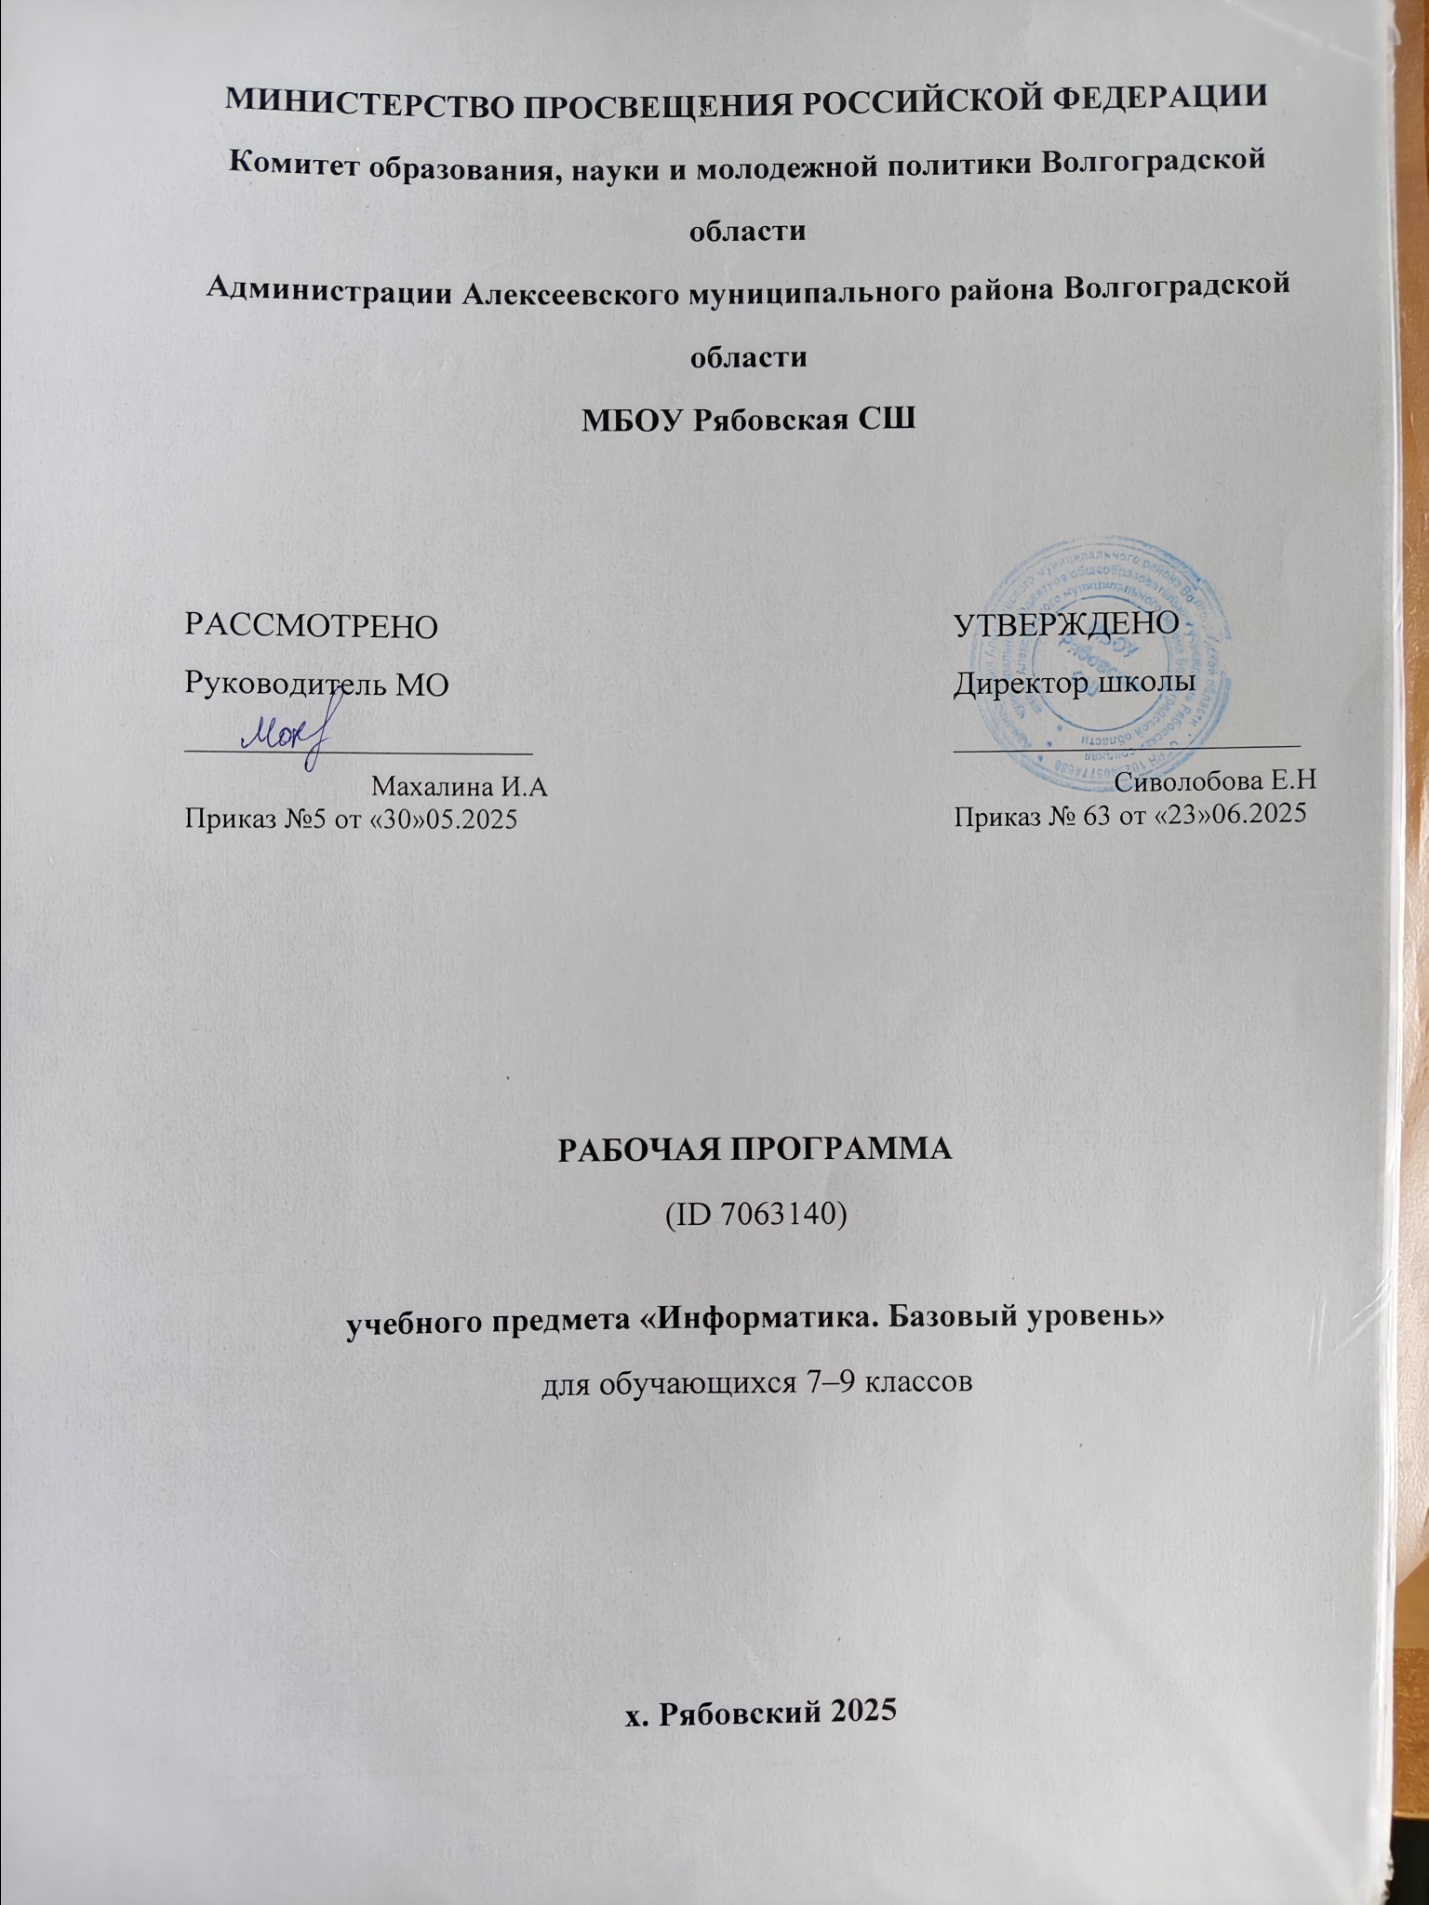 МИНИСТЕРСТВО ПРОСВЕЩЕНИЯ РОССИЙСКОЙ ФЕДЕРАЦИИ
Комитет образования, науки и молодежной политики Волгоградской
области
Администрации Алексеевского муниципального района Волгоградской
области
МБОУ Рябовская СШ
РАССМОТРЕНО
Руководитель МО
Махалина И.А
Приказ №5 от «30»05.2025
УТВЕРЖДЕНО
Директор школы
Сиволобова Е.Н
Приказ № 63 от «23»06.2025
РАБОЧАЯ ПРОГРАММА
(ID 7063140)
учебного предмета «Информатика. Базовый уровень»
для обучающихся 7–9 классов
х. Рябовский 2025